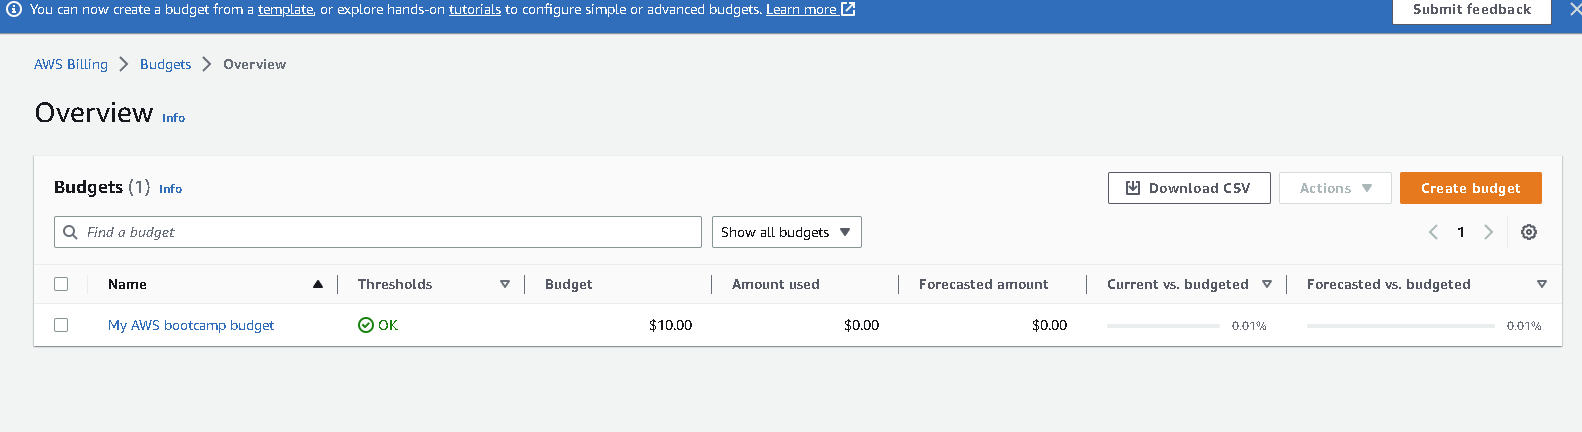 You can now create a budget from a template, or explore hands-on tutorials to configure simple or advanced budgets. Learn more
Submit feedback
AWS Billing > Budgets > Overview
Overview Info
Budgets (1) Info
Download CSV
Actions
Create budget
Find a budget
Show all budgets
1
Name Thresholds Budget Amount used Forecasted amount Current vs. budgeted Forecasted vs. budgeted
My AWS bootcamp budget OK $10.00 $0.00 $0.00 0.01% 0.01%